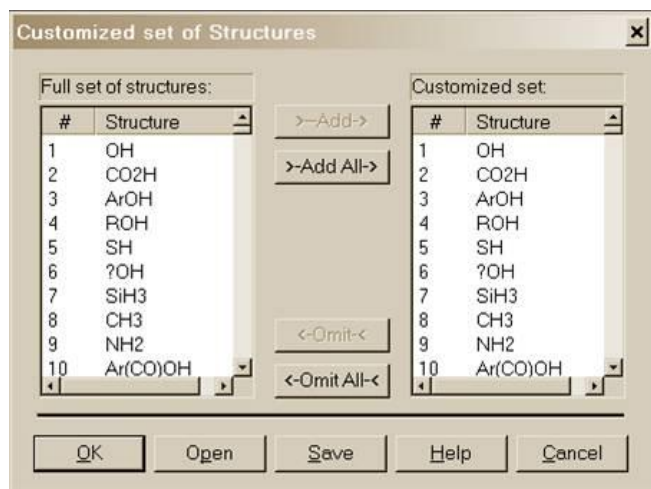 Customized set of Structures
Full set of structures:
# Structure
1 OH
2 CO2H
3 ArOH
4 ROH
5 SH
6 ?OH
7 SiH3
8 CH3
9 NH2
10 Ar(CO)OH
>-Add->
>-Add All->
<-Omit-<
<-Omit All-<
Customized set:
# Structure
1 OH
2 CO2H
3 ArOH
4 ROH
5 SH
6 ?OH
7 SiH3
8 CH3
9 NH2
10 Ar(CO)OH
OK Open Save Help Cancel